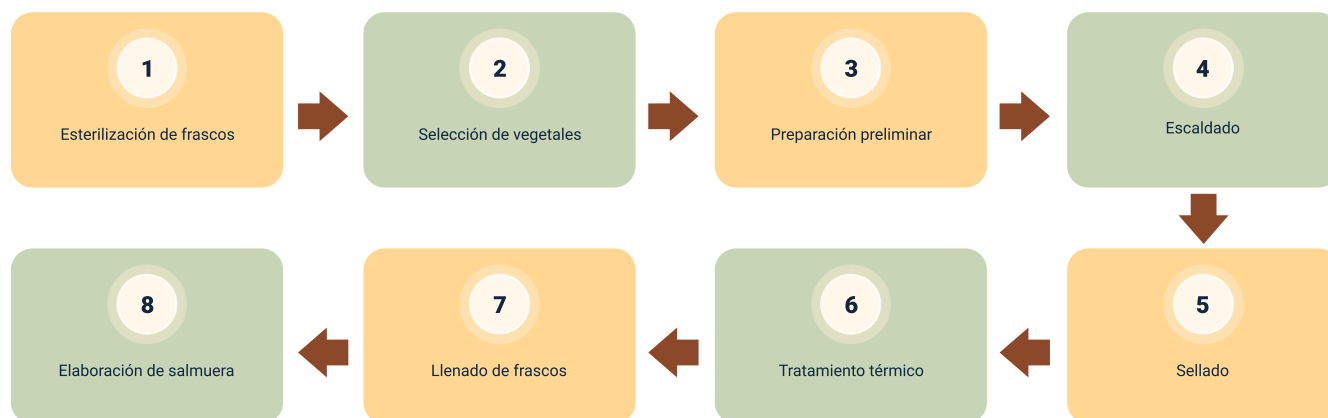 1
Esterilización de frascos
2
Selección de vegetales
3
Preparación preliminar
4
Escaldado
5
Sellado
6
Tratamiento térmico
7
Llenado de frascos
8
Elaboración de salmuera